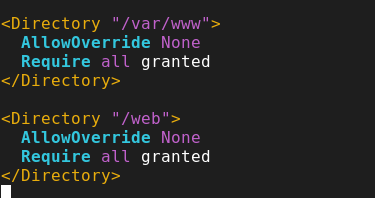 <Directory "/var/www">
  AllowOverride None
  Require all granted
</Directory>

<Directory "/web">
  AllowOverride None
  Require all granted
</Directory>